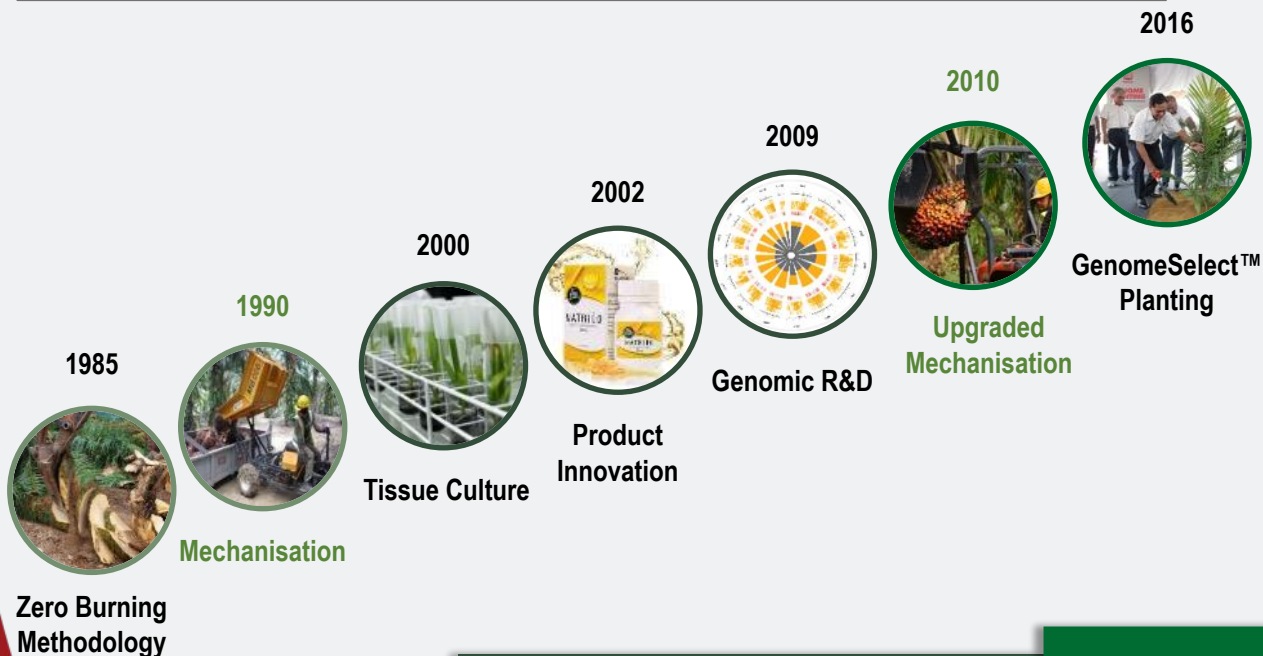 1985
Zero Burning
Methodology
1990
Mechanisation
2000
Tissue Culture
2002
Product
Innovation
2009
Genomic R&D
2010
Upgraded
Mechanisation
2016
GenomeSelect™
Planting